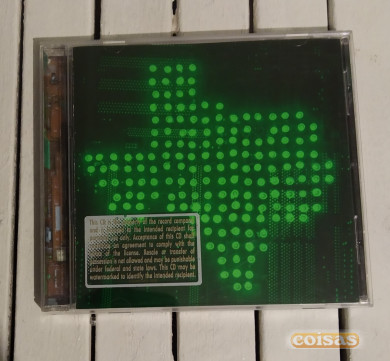 This CD is the property of the record company
and is licensed to the intended recipient for
use only. Acceptance of this CD shall
constitute an agreement to comply with the
terms of the license. Resale or transfer of
possession is not allowed and may be punishable
under federal and state laws. This CD may be
watermarked to identify the intended recipient.
coisas